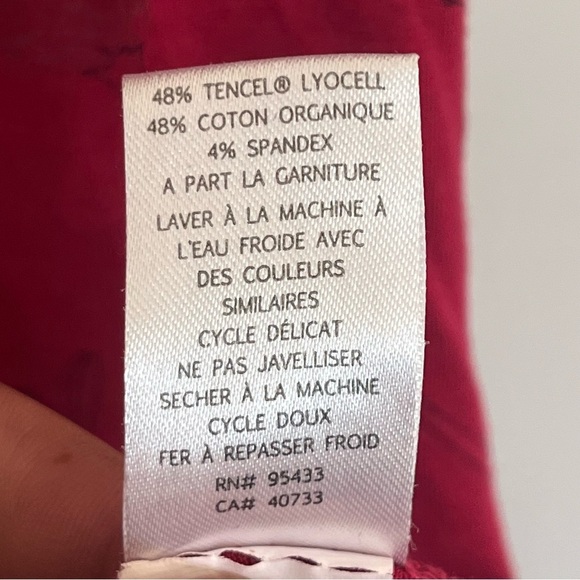 48% TENCEL® LYOCELL
48% COTON ORGANIQUE
4% SPANDEX
A PART LA GARNITURE
LAVER À LA MACHINE À
L'EAU FROIDE AVEC
DES COULEURS
SIMILAIRES
CYCLE DÉLICAT
NE PAS JAVELLISER
SECHER À LA MACHINE
CYCLE DOUX
FER À REPASSER FROID
RN# 95433
CA# 40733